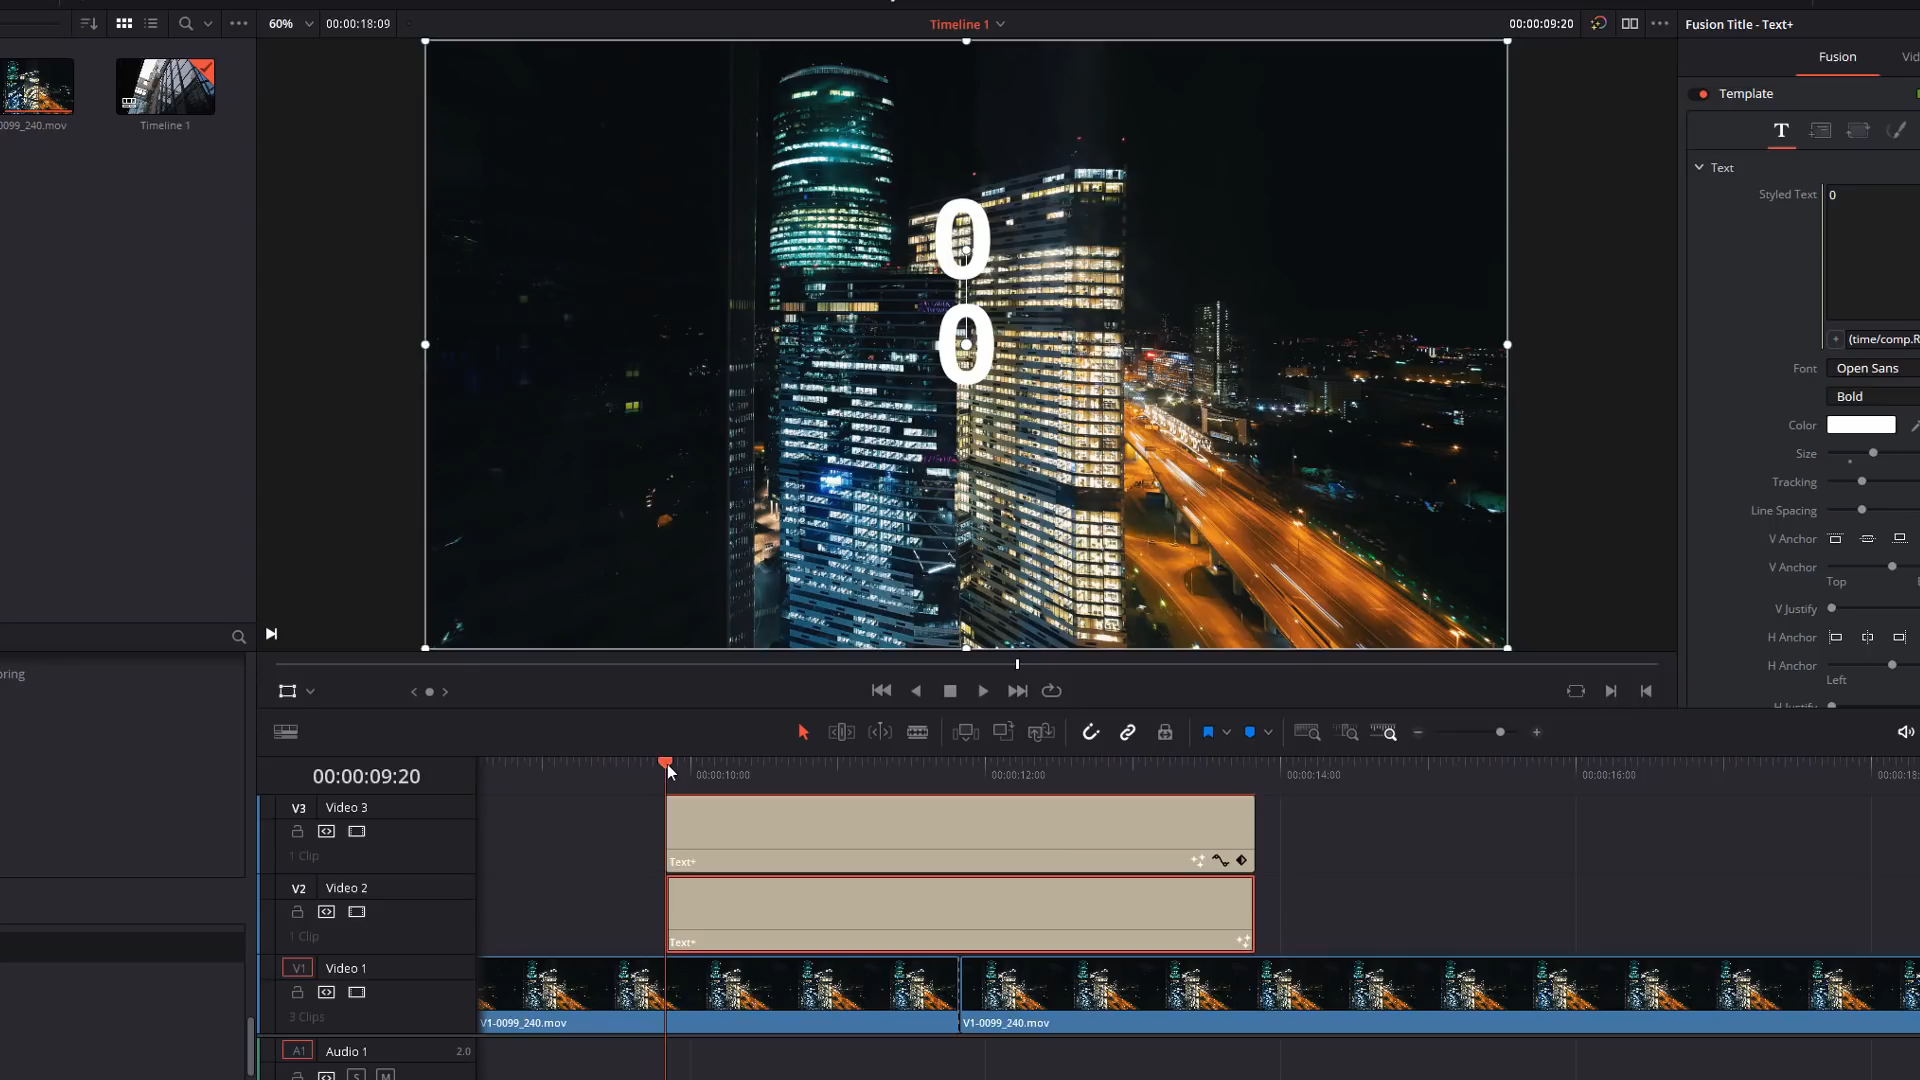 60%
00:00:18:09
Timeline 1
00:00:09:20
Fusion Title - Text+
Fusion
Vid
Template
0099_240.mov
Timeline 1
T
Text
Styled Text
0
(time/comp.R
Font
Open Sans
Bold
Color
Size
Tracking
Line Spacing
V Anchor
V Anchor
Top
V Justify
H Anchor
H Anchor
Left
H Justify
0
0
oring
00:00:09:20
00:00:10:00
00:00:12:00
00:00:14:00
00:00:16:00
00:00:18:
V3
Video 3
1 Clip
Text+
V2
Video 2
1 Clip
Text+
V1
Video 1
3 Clips
V1-0099_240.mov
V1-0099_240.mov
A1
Audio 1
2.0
S
M